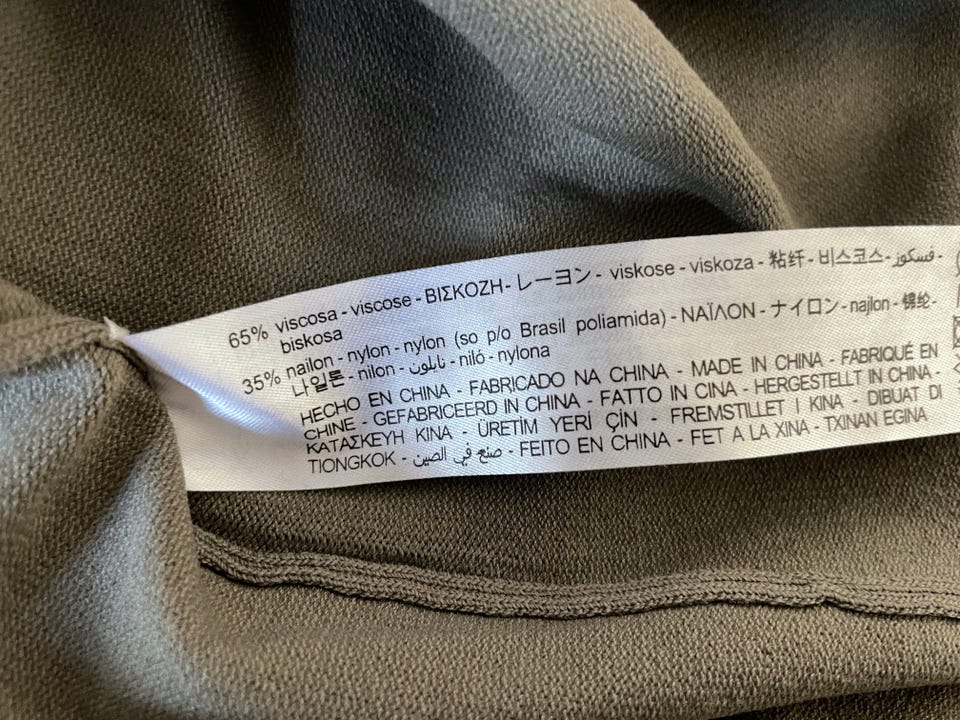 65% viscosa - viscose - ΒΙΣΚΟΖΗ - レーヨン - viskose - viskoza - 粘纤 - 비스코스 - فسكوز -
biskosa
35% nailon - nylon - nylon (so p/o Brasil poliamida) - ΝΑΪΛΟΝ - ナイロン - najlon - 锦纶 -
나일론 - nilon - نايلون - niló - nylona
HECHO EN CHINA - FABRICADO NA CHINA - MADE IN CHINA - FABRIQUÉ EN
CHINE - GEFABRICEERD IN CHINA - FATTO IN CINA - HERGESTELLT IN CHINA -
ΚΑΤΑΣΚΕΥΗ ΚΙΝΑ - ÜRETİM YERİ ÇİN - FREMSTILLET I KINA - DIBUAT DI
TIONGKOK - صنع في الصين - FEITO EN CHINA - FET A LA XINA - TXINAN EGINA